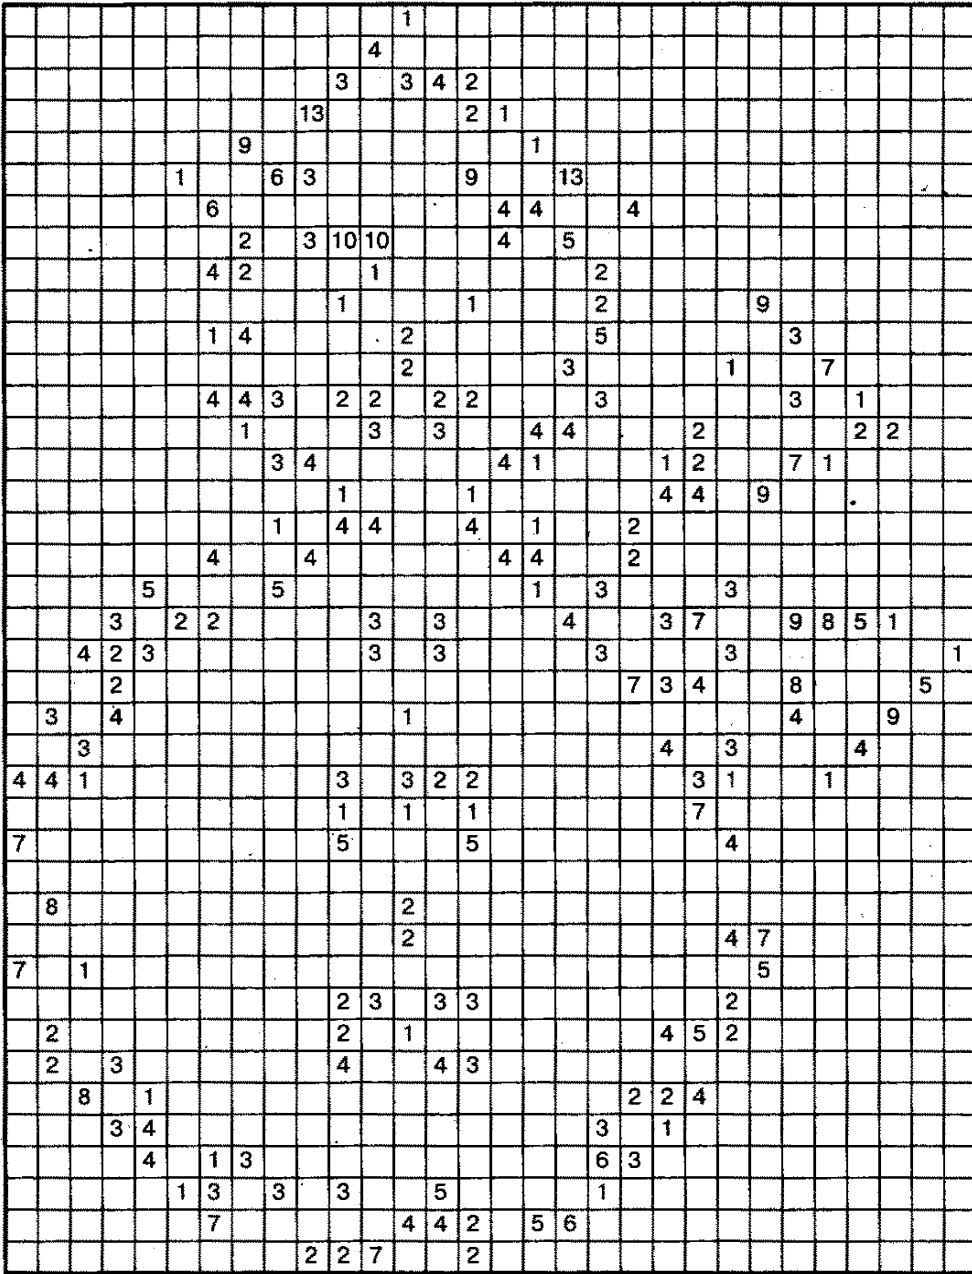 1
4
3 3 4 2
13 2 1
9 1
1 6 3 9 13
6 4 4 4
2 3 10 10 4 5
4 2 1 2
1 1 2 9
1 4 2 5 3
2 3 1 7
4 4 3 2 2 2 2 3 3 1
1 3 3 4 4 2 2 2
3 4 4 1 1 2 7 1
1 1 4 4 9
1 4 4 4 1 2
4 4 4 4 2
5 5 1 3 3
3 2 2 3 3 4 3 7 9 8 5 1
4 2 3 3 3 3 3 1
2 7 3 4 8 5
3 4 1 4 9
3 4 3 4
4 4 1 3 3 2 2 3 1 1
1 1 1 7
7 5 5 4
8 2
2 4 7
7 1 5
2 3 3 3 2
2 2 1 4 5 2
2 3 4 4 3
8 1 2 2 4
3 4 3 1
4 1 3 6 3
1 3 3 3 5 1
7 4 4 2 5 6
2 2 7 2